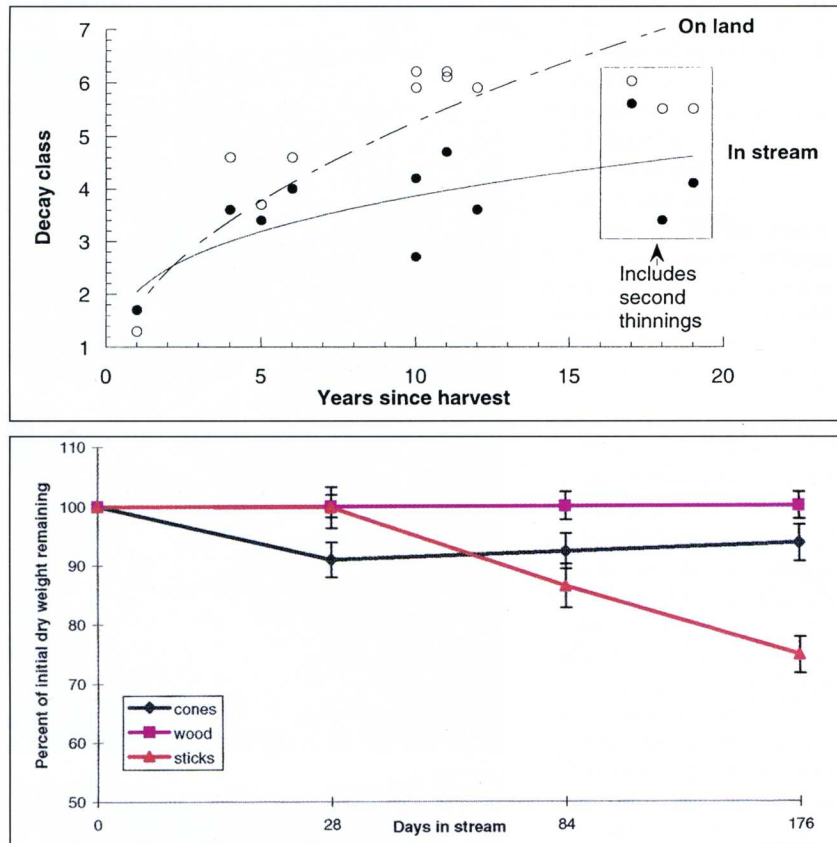 7
On land
6
5
In stream
Decay class
4
3
Includes
second
thinnings
2
1
0
5
10
15
20
Years since harvest
110
100
90
80
70
60
50
Percent of initial dry weight remaining
cones
wood
sticks
0
28
Days in stream
84
176